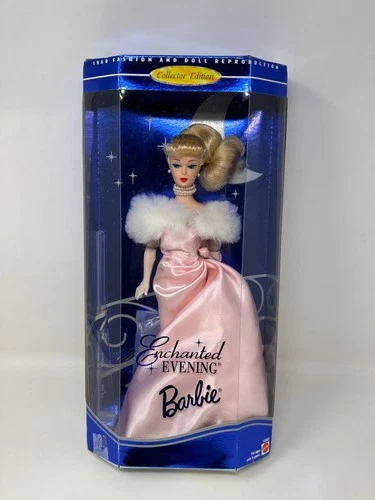 1960 FASHION AND DOLL REPRODUCTION
Collector Edition
Enchanted
EVENING®
Barbie®